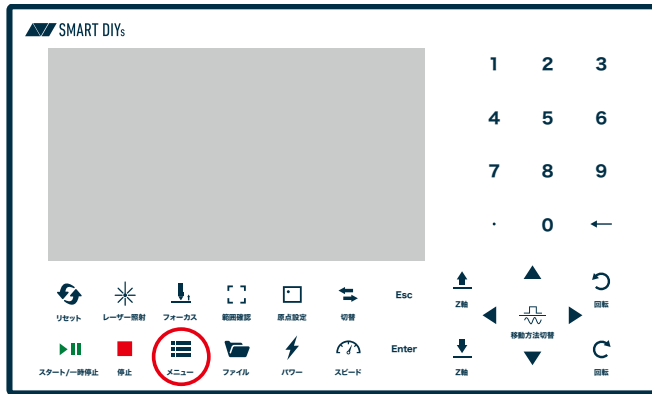 SMART DIYs
1 2 3
4 5 6
7 8 9
. 0 ←
リセット レーザー照射 フォーカス 範囲確認 原点設定 切替 Esc
Z軸 回転
移動方法切替
スタート/一時停止 停止 メニュー ファイル パワー スピード Enter
Z軸 回転